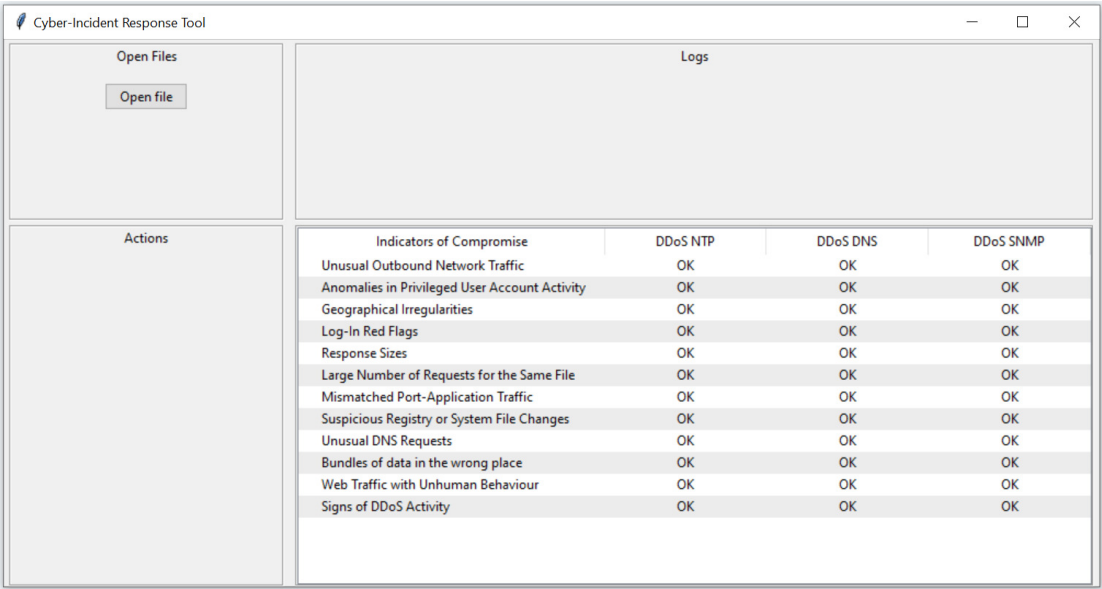 Cyber-Incident Response Tool
Open Files
Open file
Logs
Actions
Indicators of Compromise DDoS NTP DDoS DNS DDoS SNMP
Unusual Outbound Network Traffic OK OK OK
Anomalies in Privileged User Account Activity OK OK OK
Geographical Irregularities OK OK OK
Log-In Red Flags OK OK OK
Response Sizes OK OK OK
Large Number of Requests for the Same File OK OK OK
Mismatched Port-Application Traffic OK OK OK
Suspicious Registry or System File Changes OK OK OK
Unusual DNS Requests OK OK OK
Bundles of data in the wrong place OK OK OK
Web Traffic with Unhuman Behaviour OK OK OK
Signs of DDoS Activity OK OK OK